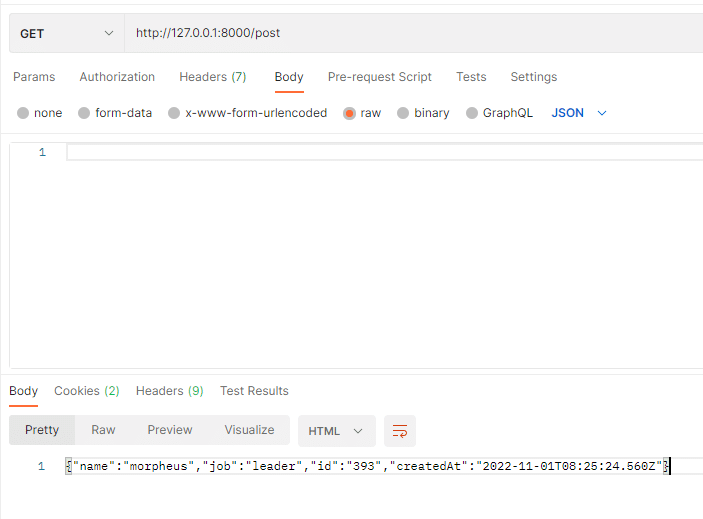 GET http://127.0.0.1:8000/post
Params Authorization Headers (7) Body Pre-request Script Tests Settings
none form-data x-www-form-urlencoded raw binary GraphQL JSON
1
Body Cookies (2) Headers (9) Test Results
Pretty Raw Preview Visualize HTML
1 {"name":"morpheus","job":"leader","id":"393","createdAt":"2022-11-01T08:25:24.560Z"}